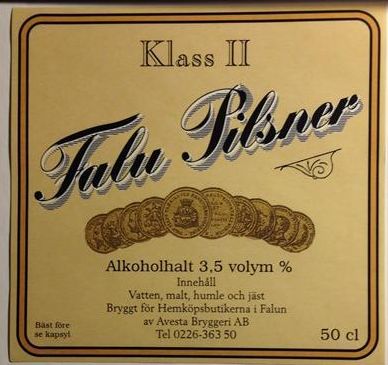 Klass II
Falu Pilsner
Alkoholhalt 3,5 volym %
Innehåll
Vatten, malt, humle och jäst
Bryggt för Hemköpsbutikerna i Falun
av Avesta Bryggeri AB
Tel 0226-363 50
Bäst före
se kapsyl
50 cl